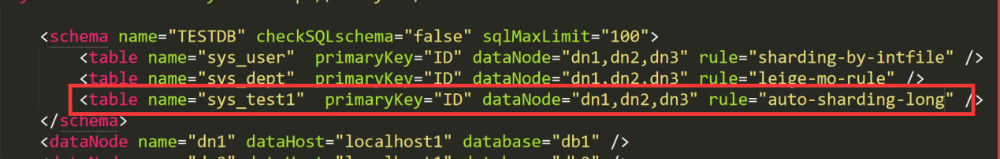 <schema name="TESTDB" checkSQLschema="false" sqlMaxLimit="100">
<table name="sys_user"  primaryKey="ID" dataNode="dn1,dn2,dn3" rule="sharding-by-intfile" />
<table name="sys_dept"  primaryKey="ID" dataNode="dn1,dn2,dn3" rule="leige-mo-rule" />
<table name="sys_test1"  primaryKey="ID" dataNode="dn1,dn2,dn3" rule="auto-sharding-long" />
</schema>
<dataNode name="dn1" dataHost="localhost1" database="db1" />